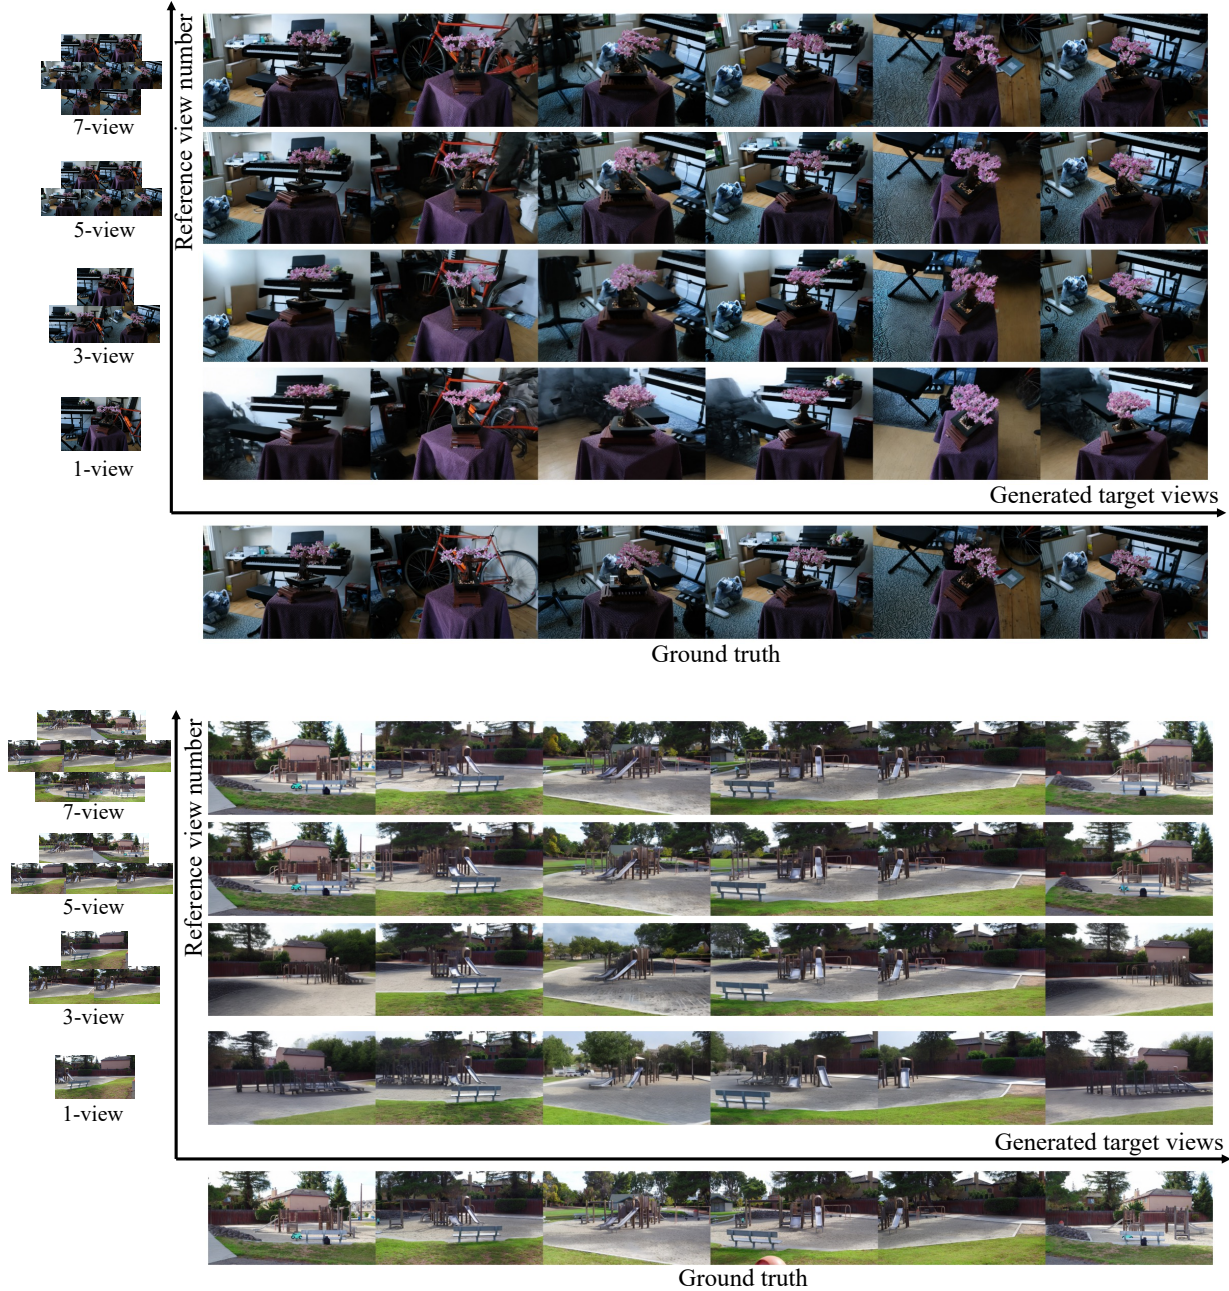 Reference view number
7-view
5-view
3-view
1-view
Generated target views
Ground truth
Reference view number
7-view
5-view
3-view
1-view
Generated target views
Ground truth